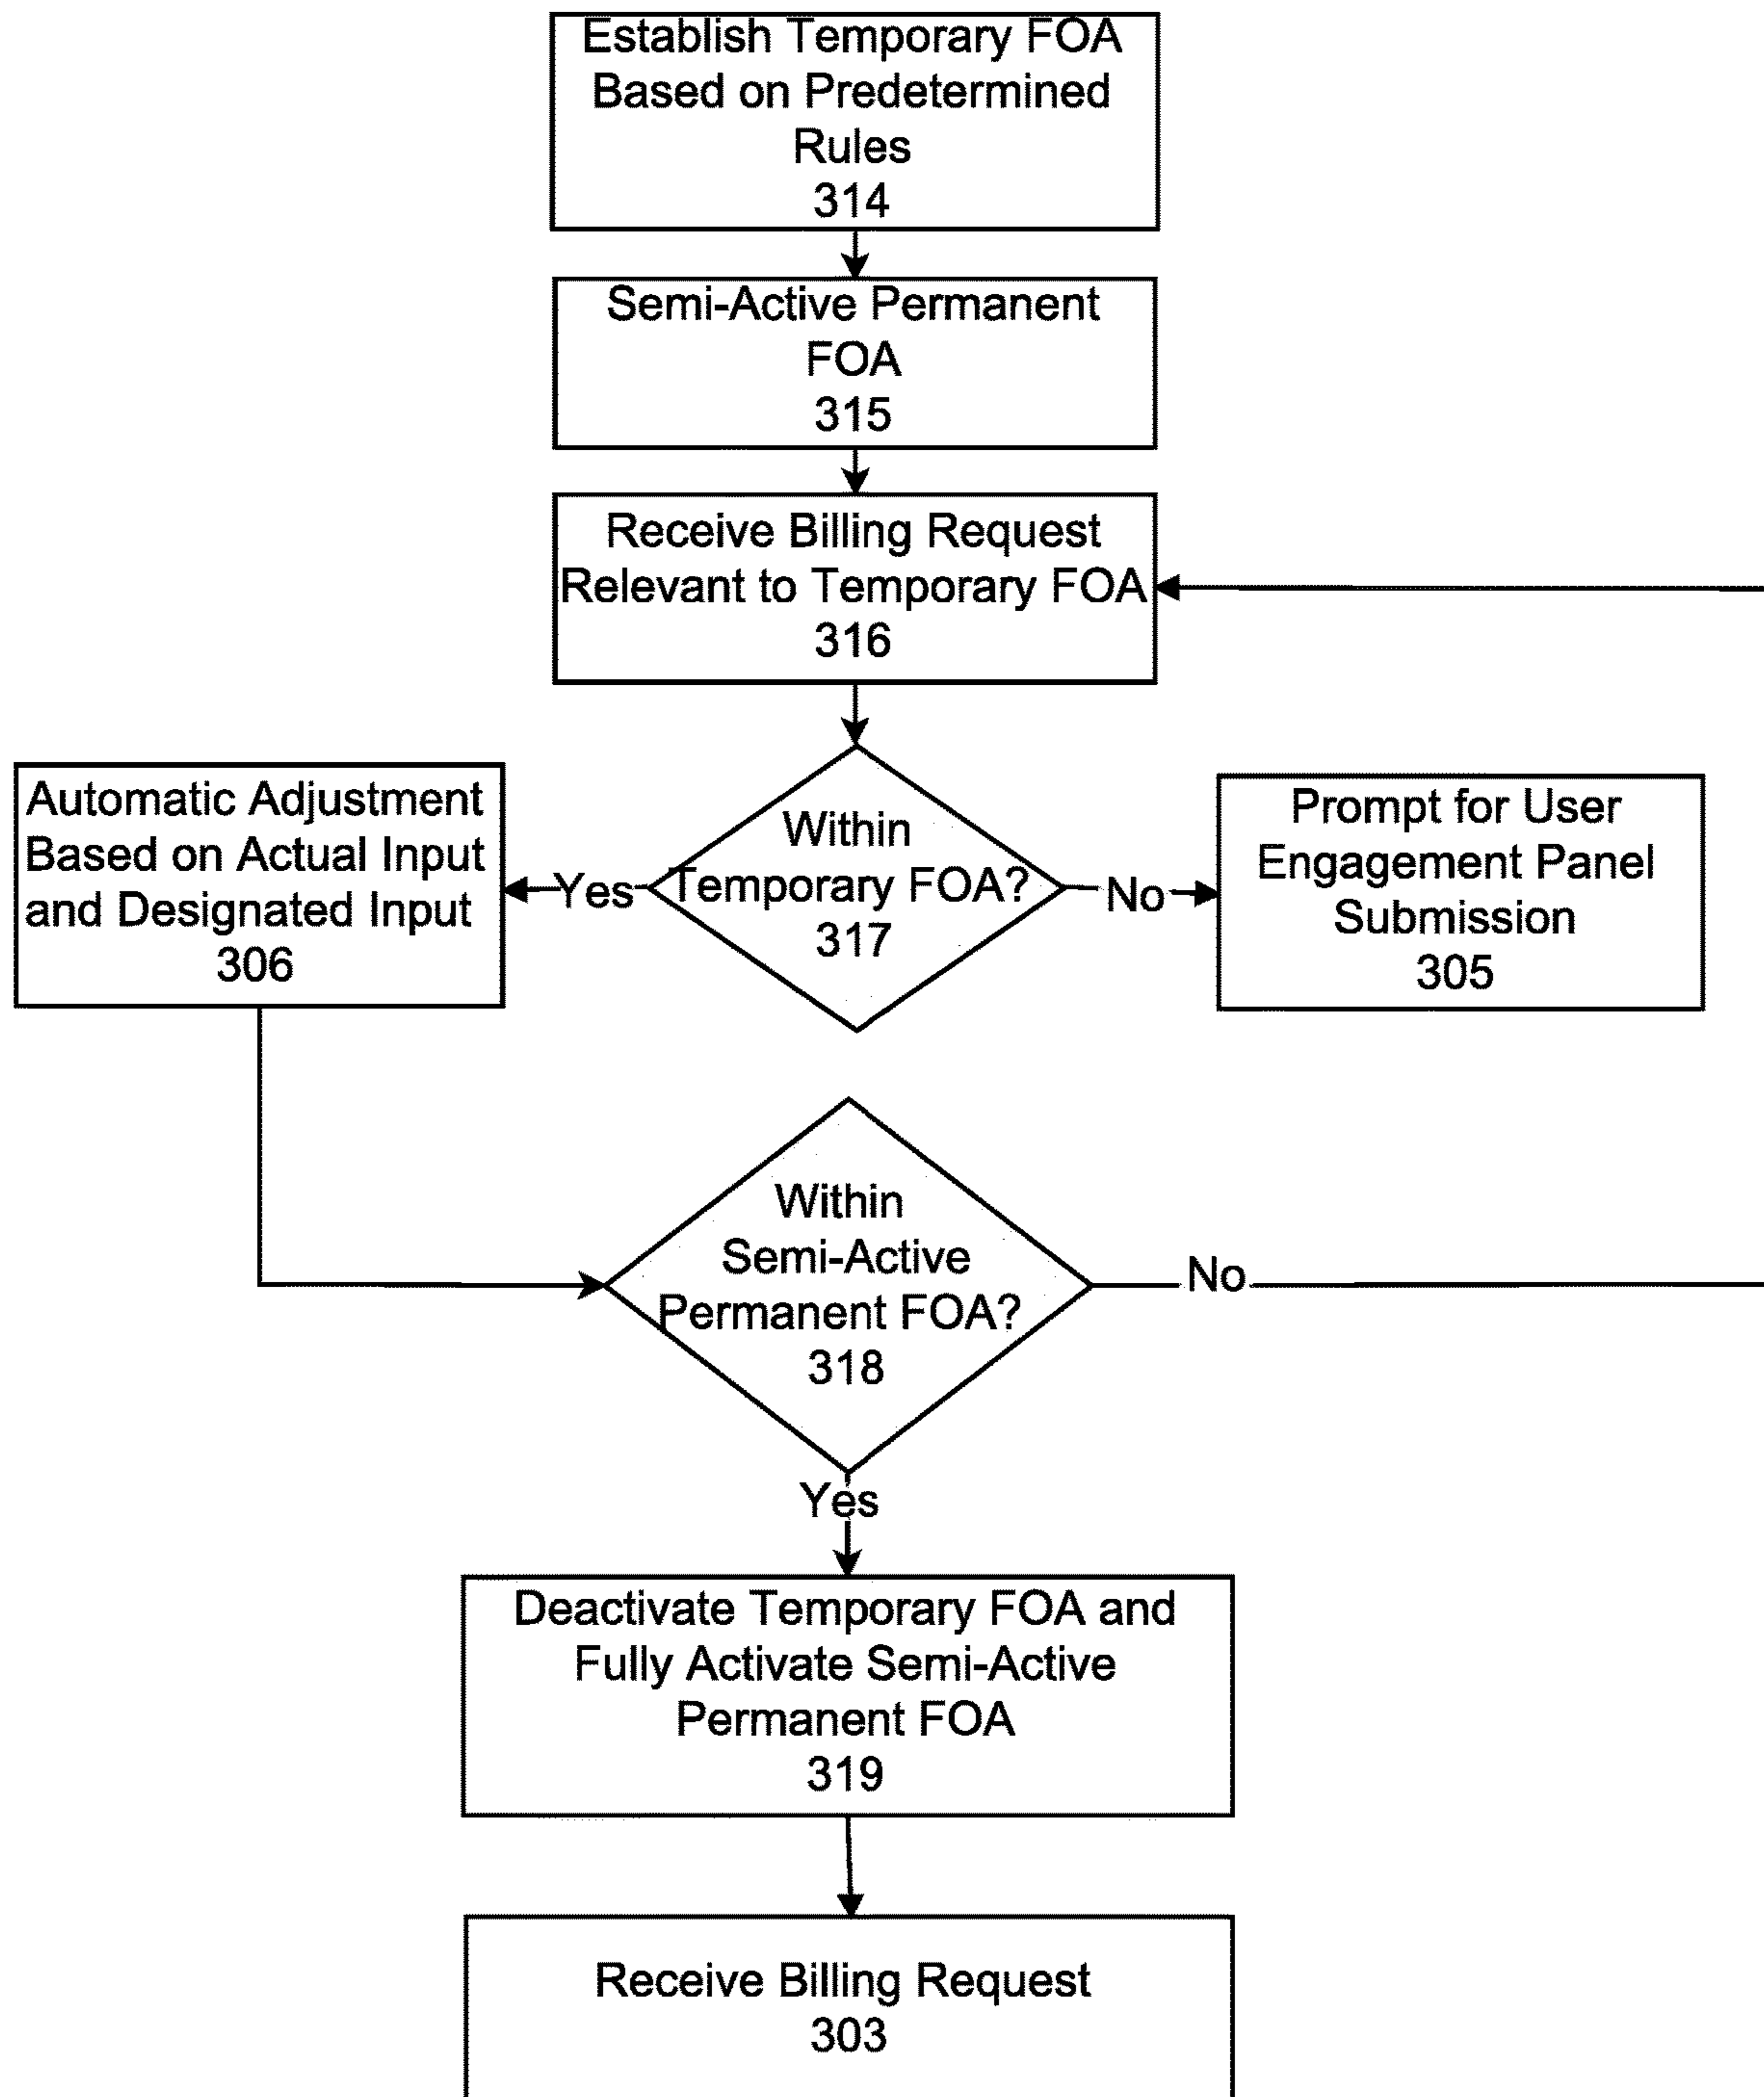 Establish Temporary FOA
Based on Predetermined
Rules
314
Semi-Active Permanent
FOA
315
Receive Billing Request
Relevant to Temporary FOA
316
Automatic Adjustment
Based on Actual Input
and Designated Input
306
Yes
Within
Temporary FOA?
317
No
Prompt for User
Engagement Panel
Submission
305
Within
Semi-Active
Permanent FOA?
318
No
Yes
Deactivate Temporary FOA and
Fully Activate Semi-Active
Permanent FOA
319
Receive Billing Request
303